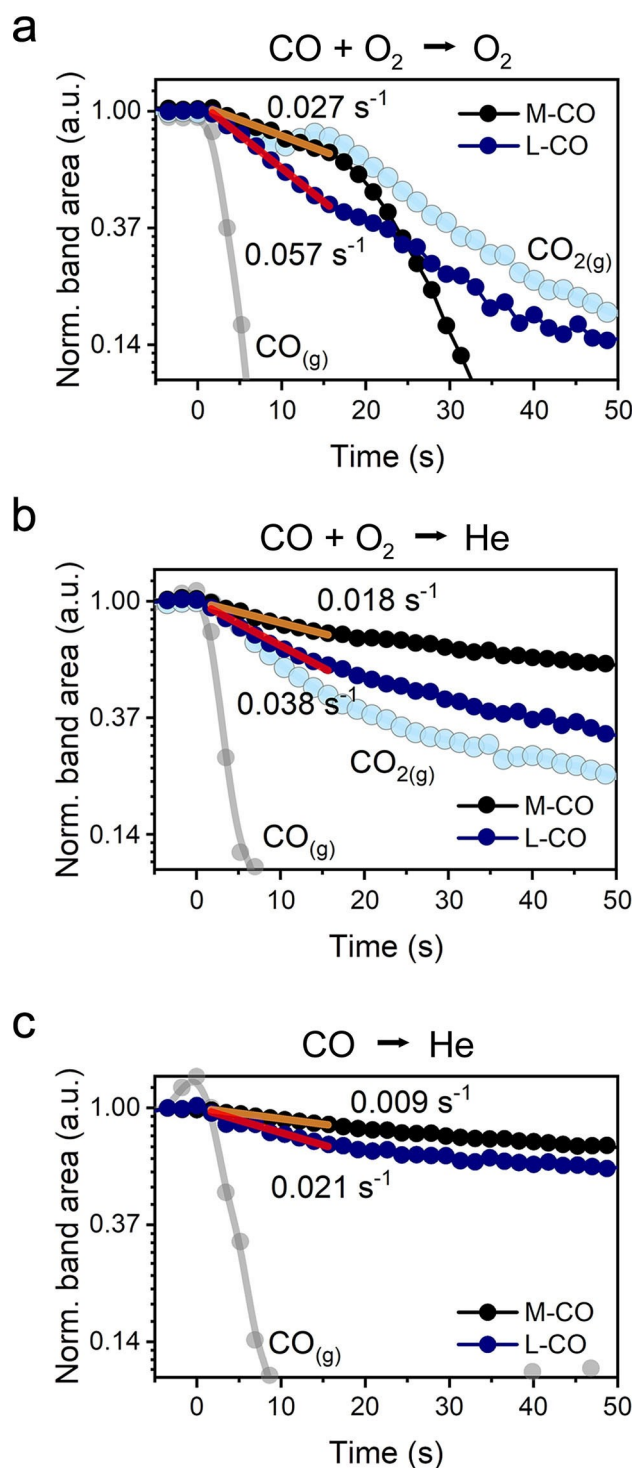 a
CO + O₂ → O₂
Norm. band area (a.u.)
1.00
0.37
0.14
0.027 s⁻¹
0.057 s⁻¹
M-CO
L-CO
CO₂(g)
CO(g)
0 10 20 30 40 50
Time (s)
b
CO + O₂ → He
Norm. band area (a.u.)
1.00
0.37
0.14
0.018 s⁻¹
0.038 s⁻¹
CO₂(g)
CO(g)
M-CO
L-CO
0 10 20 30 40 50
Time (s)
c
CO → He
Norm. band area (a.u.)
1.00
0.37
0.14
0.009 s⁻¹
0.021 s⁻¹
CO(g)
M-CO
L-CO
0 10 20 30 40 50
Time (s)